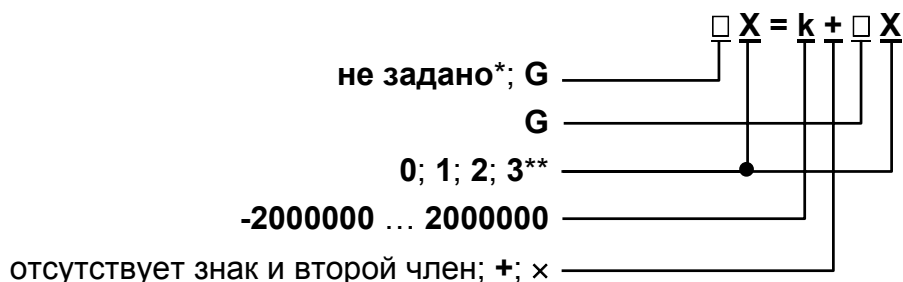 □ X = k + □ X
не задано*; G
G
0; 1; 2; 3**
-2000000 … 2000000
отсутствует знак и второй член; +; ×